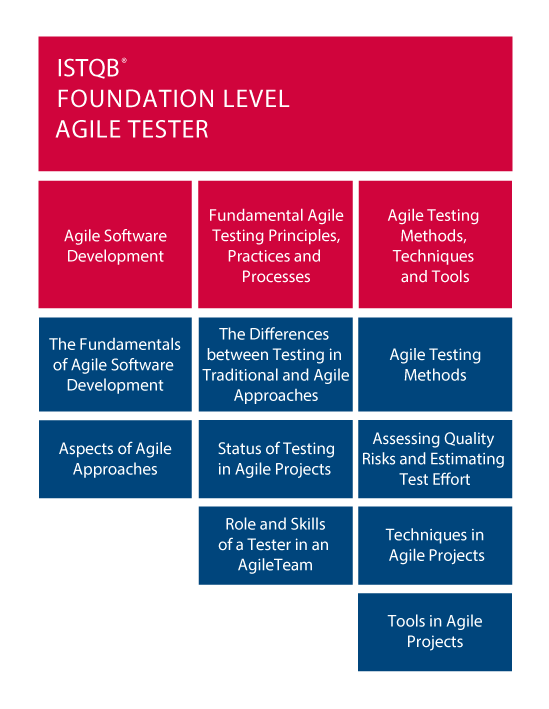 ISTQB®
FOUNDATION LEVEL
AGILE TESTER
Agile Software
Development
Fundamental Agile
Testing Principles,
Practices and
Processes
Agile Testing
Methods,
Techniques
and Tools
The Fundamentals
of Agile Software
Development
The Differences
between Testing in
Traditional and Agile
Approaches
Agile Testing
Methods
Aspects of Agile
Approaches
Status of Testing
in Agile Projects
Assessing Quality
Risks and Estimating
Test Effort
Role and Skills
of a Tester in an
AgileTeam
Techniques in
Agile Projects
Tools in Agile
Projects